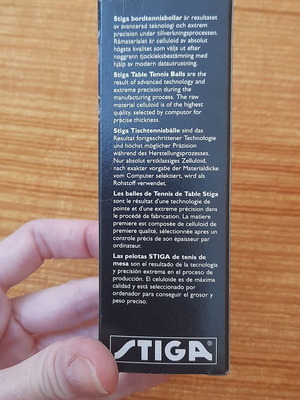 Stiga bordtennisbollar är resultatet
av avancerad teknologi och extrem
precision under tillverkningsprocessen.
Råmaterialet är celluloid av absolut
högsta kvalitet som väljs ut efter
noggrann tjockleksbestämning med
hjälp av modern datautrustning.
Stiga Table Tennis Balls are the
result of advanced technology and
extreme precision during the
manufacturing process. The raw
material celluloid is of the highest
quality, selected by computor for
precise thickness.
Stiga Tischtennisbälle sind das
Resultat fortgeschrittener Technologie
und höchst möglicher Präzision
während des Herstellungsprozesses.
Nur absolut erstklassiges Zelluloid,
nach exakter vorgabe der Materialdicke
vom Computer selektiert, wird als
Rohstoff verwendet.
Les balles de Tennis de Table Stiga
sont le résultat d'une technologie de
pointe et d'une extrème précision dans
le procédé de fabrication. La matiere
premiere est composée de celluloid de
premiere qualité, sélectionnée apres un
controle précis de son épaisseur par
ordinateur.
Las pelotas STIGA de tenis de
mesa son el resultado de la tecnologia
y precisión extrema en el proceso de
producción. El celuloide es de máxima
calidad y está seleccionado por
ordenador para conseguir el grosor y
peso preciso.
STIGA®